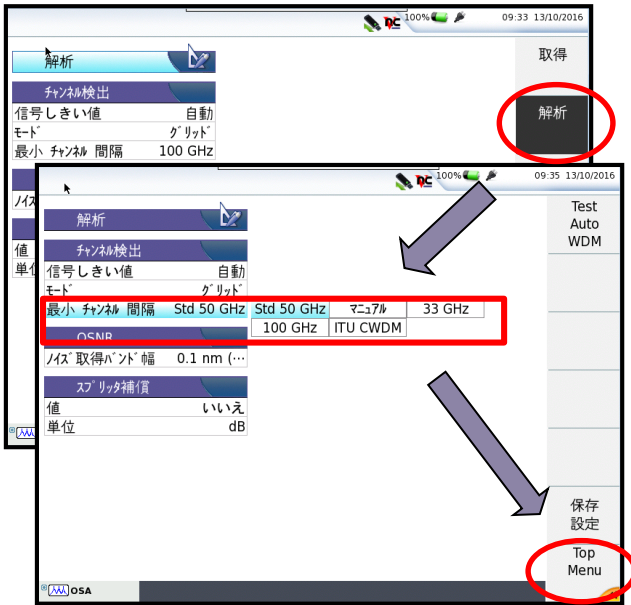 100%
09:33 13/10/2016
解析
取得
チャンネル検出
解析
信号しきい値 自動
モード グリッド
最小 チャンネル 間隔 100 GHz
ノイズ
値
単位
100%
09:35 13/10/2016
Test
Auto
WDM
解析
チャンネル検出
信号しきい値 自動
モード グリッド
最小 チャンネル 間隔 Std 50 GHz Std 50 GHz マニュアル 33 GHz
100 GHz ITU CWDM
OSNR
ノイズ取得バンド幅 0.1 nm (…
スプリッタ補償
値 いいえ
単位 dB
保存
設定
Top
Menu
OSA